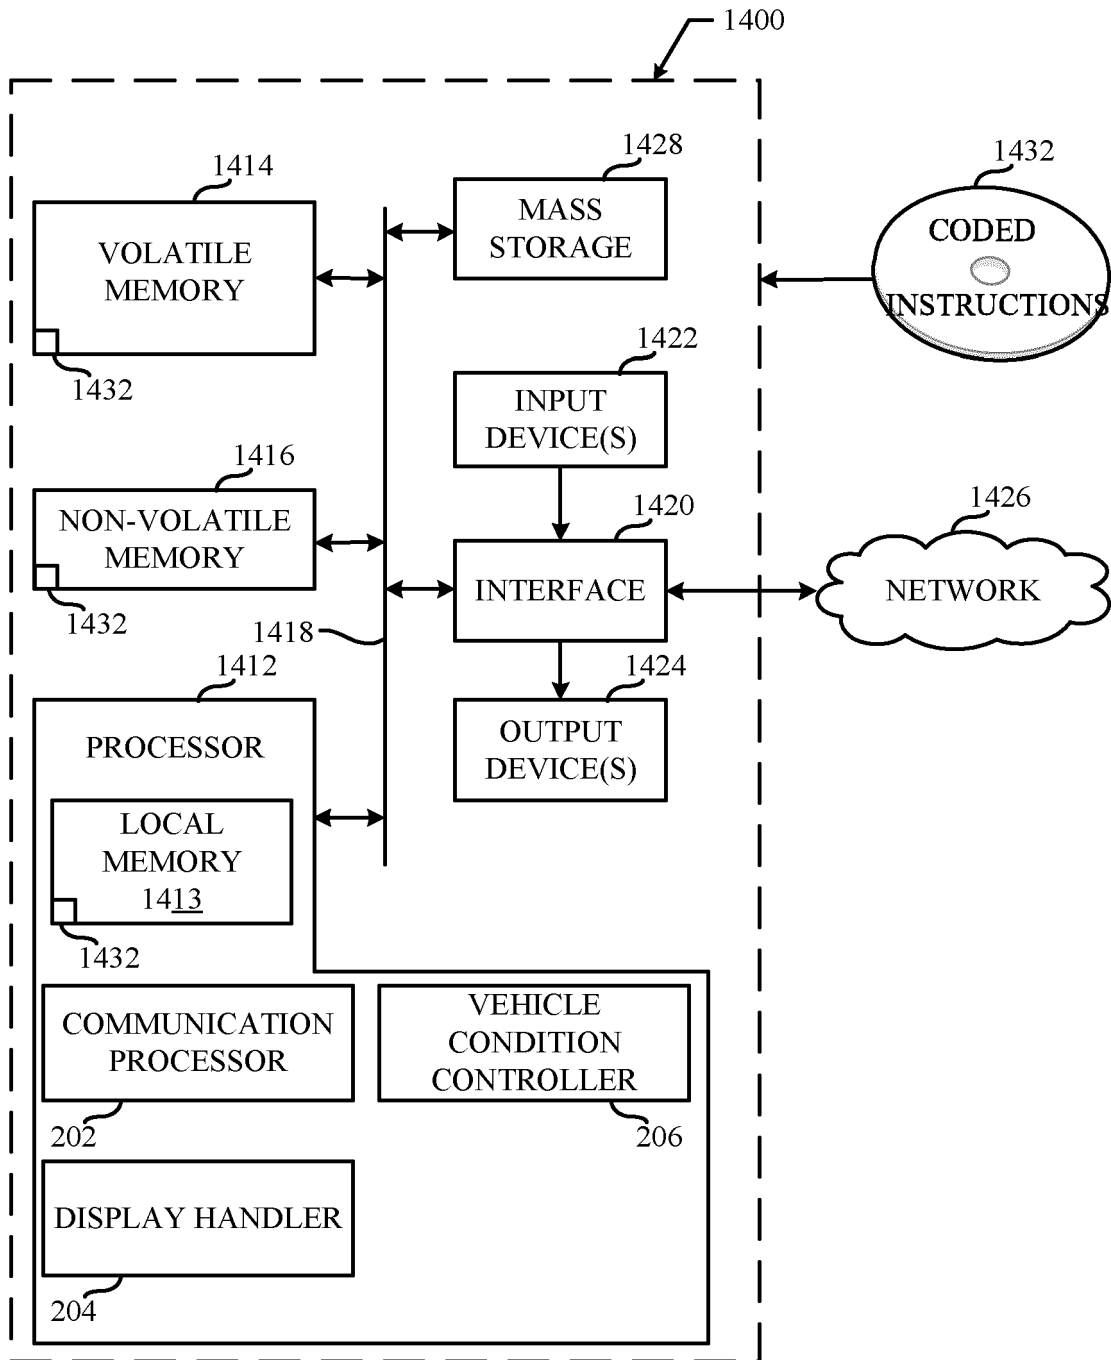 1400
1414
VOLATILE
MEMORY
1432
1428
MASS
STORAGE
1432
CODED
INSTRUCTIONS
1422
INPUT
DEVICE(S)
1416
NON-VOLATILE
MEMORY
1432
1420
INTERFACE
1426
NETWORK
1418
1412
PROCESSOR
1424
OUTPUT
DEVICE(S)
LOCAL
MEMORY
1413
1432
COMMUNICATION
PROCESSOR
202
VEHICLE
CONDITION
CONTROLLER
206
DISPLAY HANDLER
204